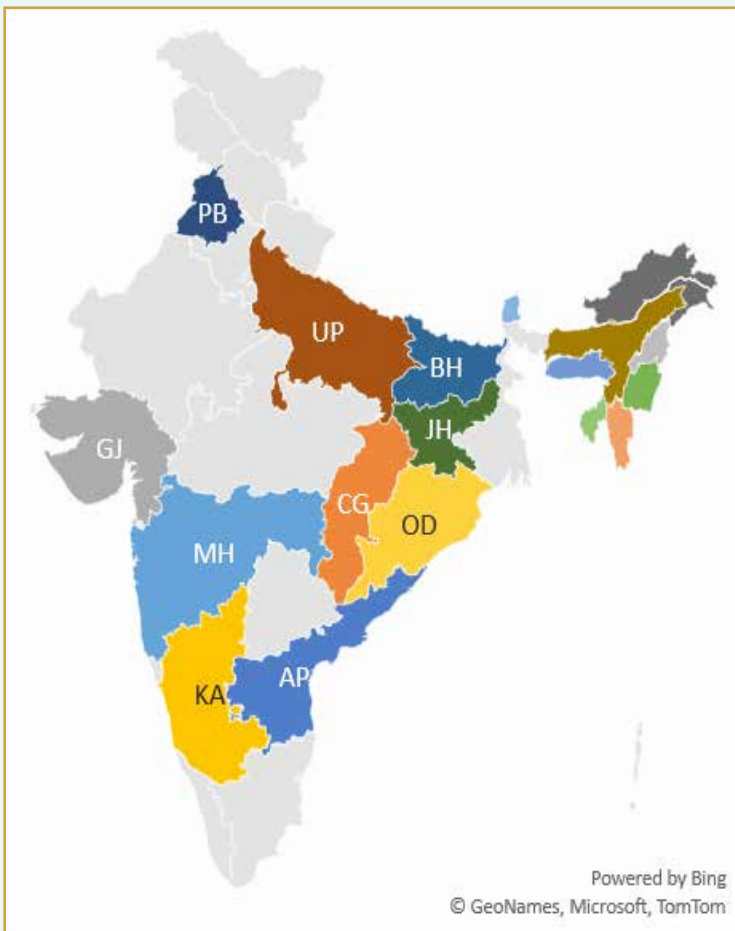 PB
UP
BH
GJ
JH
CG
OD
MH
KA
AP
Powered by Bing
© GeoNames, Microsoft, TomTom